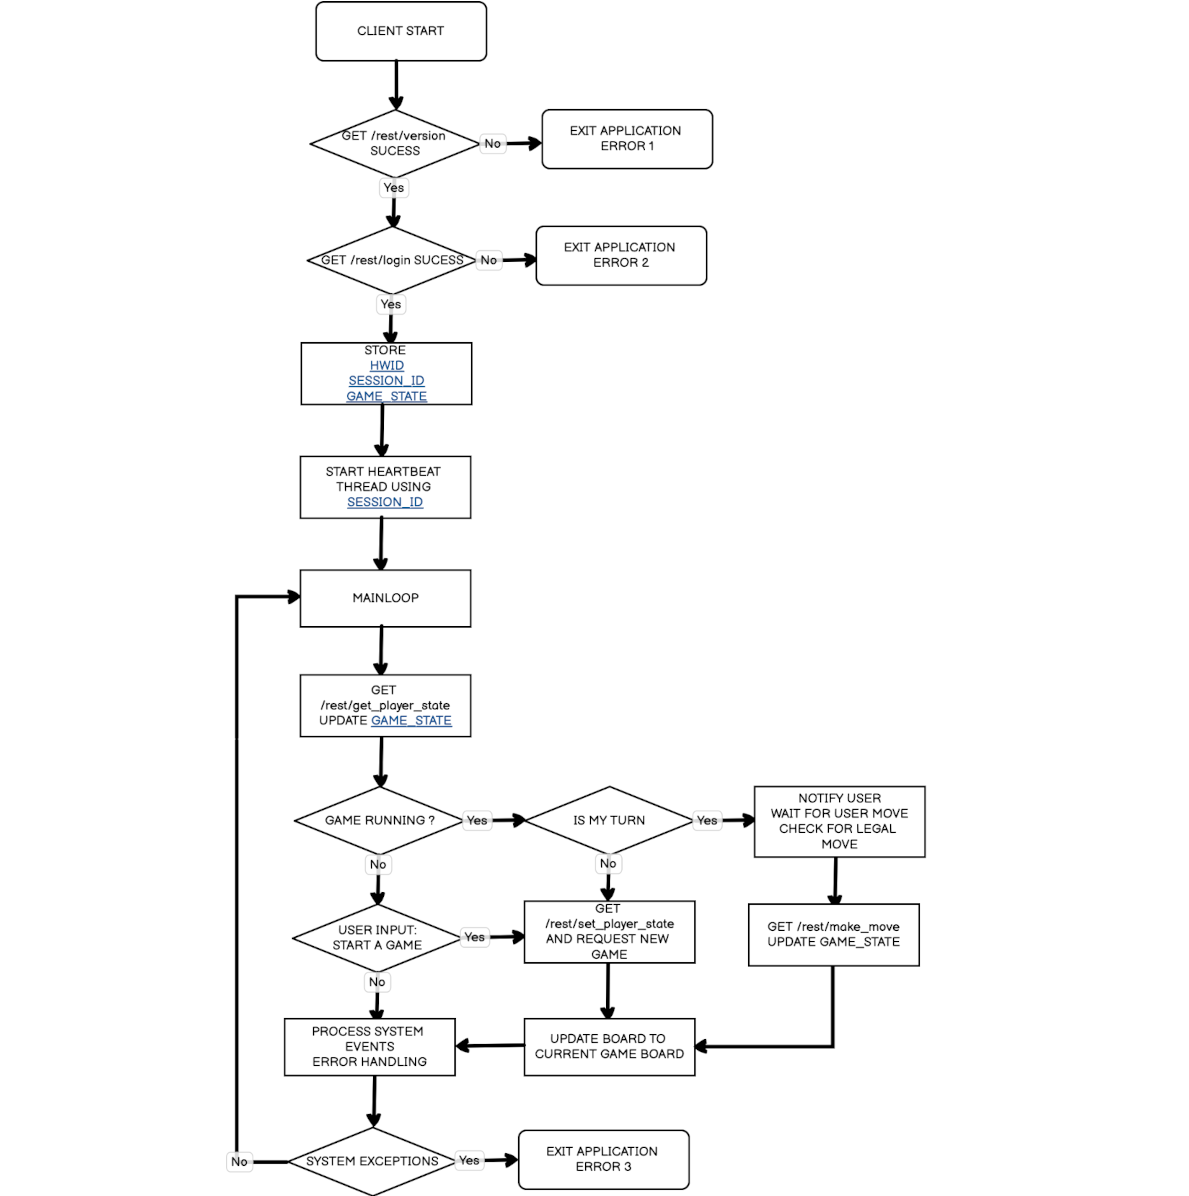 CLIENT START
GET /rest/version
SUCESS
No
EXIT APPLICATION
ERROR 1
Yes
GET /rest/login SUCESS
No
EXIT APPLICATION
ERROR 2
Yes
STORE
HWID
SESSION_ID
GAME_STATE
START HEARTBEAT
THREAD USING
SESSION_ID
MAINLOOP
GET
/rest/get_player_state
UPDATE GAME_STATE
GAME RUNNING ?
Yes
IS MY TURN
Yes
NOTIFY USER
WAIT FOR USER MOVE
CHECK FOR LEGAL
MOVE
No
No
USER INPUT:
START A GAME
Yes
GET
/rest/set_player_state
AND REQUEST NEW
GAME
GET /rest/make_move
UPDATE GAME_STATE
No
PROCESS SYSTEM
EVENTS
ERROR HANDLING
UPDATE BOARD TO
CURRENT GAME BOARD
No
SYSTEM EXCEPTIONS
Yes
EXIT APPLICATION
ERROR 3